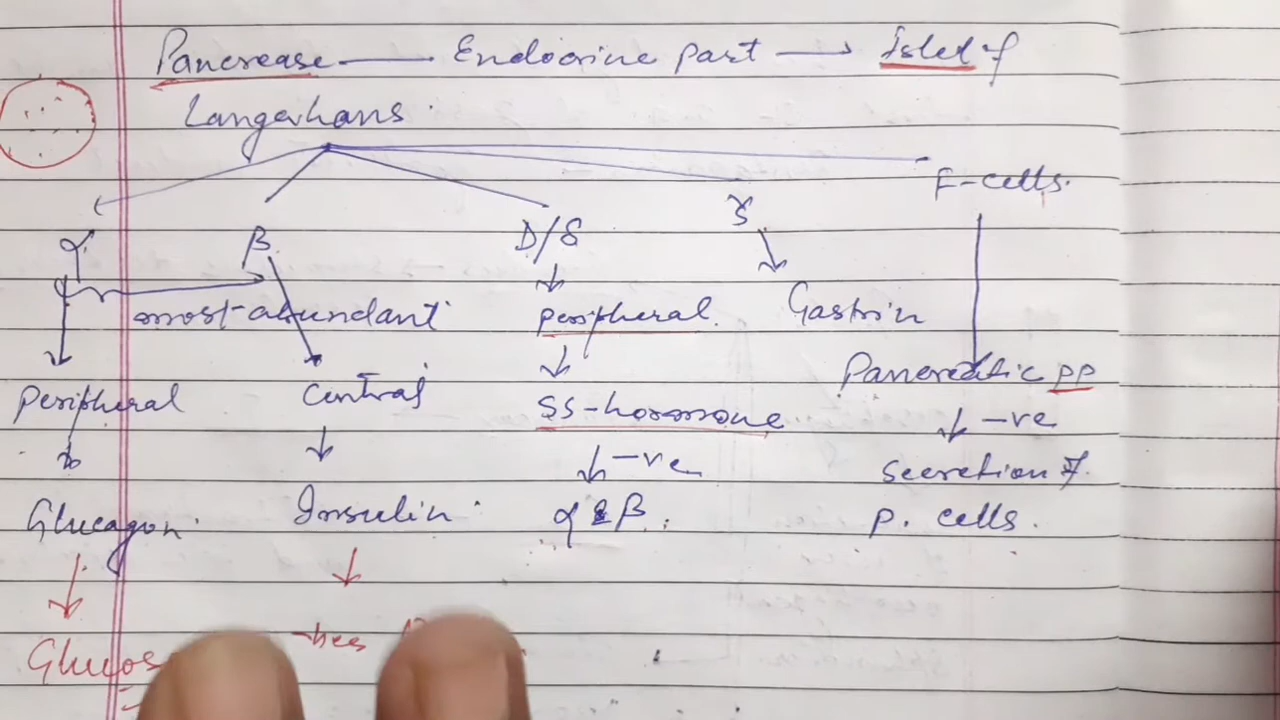 Pancrease — Endocrine part → Islet of
Langerhans.
F-cells.
α β D/δ γ
most-abundant peripheral. Gastrin
Pancreatic PP
Peripheral Central SS-hormone -ve
-ve secretion of
Glucagon. Insulin. α & β. p. cells.
Glucos